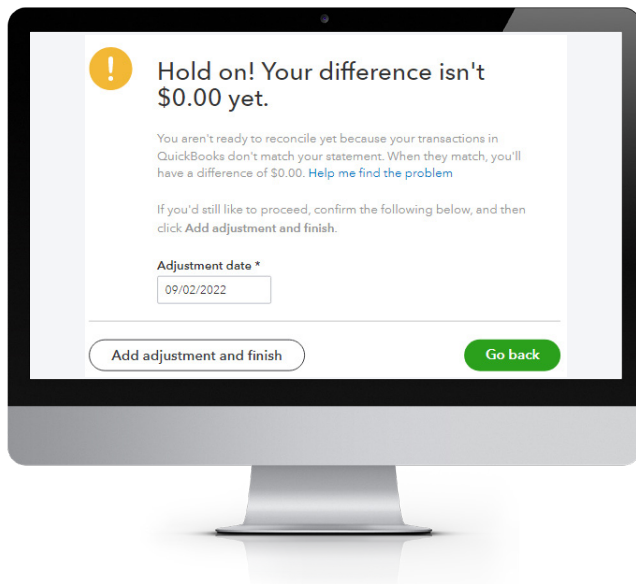 Hold on! Your difference isn't
$0.00 yet.
You aren't ready to reconcile yet because your transactions in
QuickBooks don't match your statement. When they match, you'll
have a difference of $0.00. Help me find the problem
If you'd still like to proceed, confirm the following below, and then
click Add adjustment and finish.
Adjustment date *
09/02/2022
Add adjustment and finish
Go back